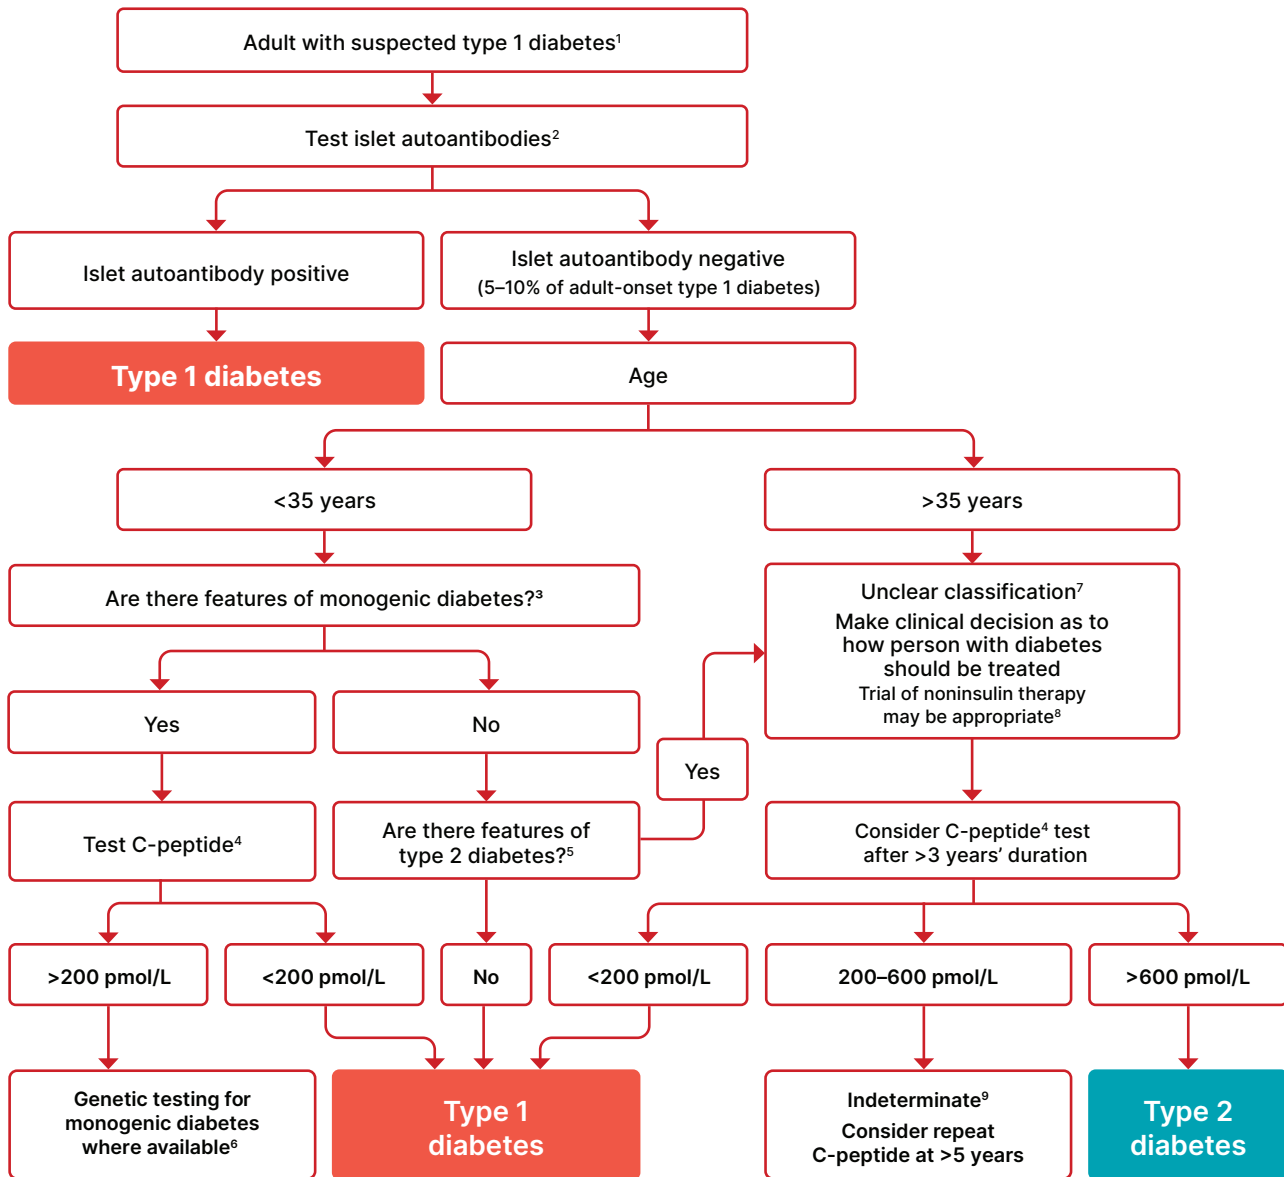 Adult with suspected type 1 diabetes¹
Test islet autoantibodies²
Islet autoantibody positive
Islet autoantibody negative
(5–10% of adult-onset type 1 diabetes)
Type 1 diabetes
Age
<35 years
>35 years
Are there features of monogenic diabetes?³
Unclear classification⁷
Make clinical decision as to
how person with diabetes
should be treated
Trial of noninsulin therapy
may be appropriate⁸
Yes
No
Yes
Test C-peptide⁴
Are there features of
type 2 diabetes?⁵
Consider C-peptide⁴ test
after >3 years’ duration
>200 pmol/L
<200 pmol/L
No
<200 pmol/L
200–600 pmol/L
>600 pmol/L
Genetic testing for
monogenic diabetes
where available⁶
Type 1
diabetes
Indeterminate⁹
Consider repeat
C-peptide at >5 years
Type 2
diabetes